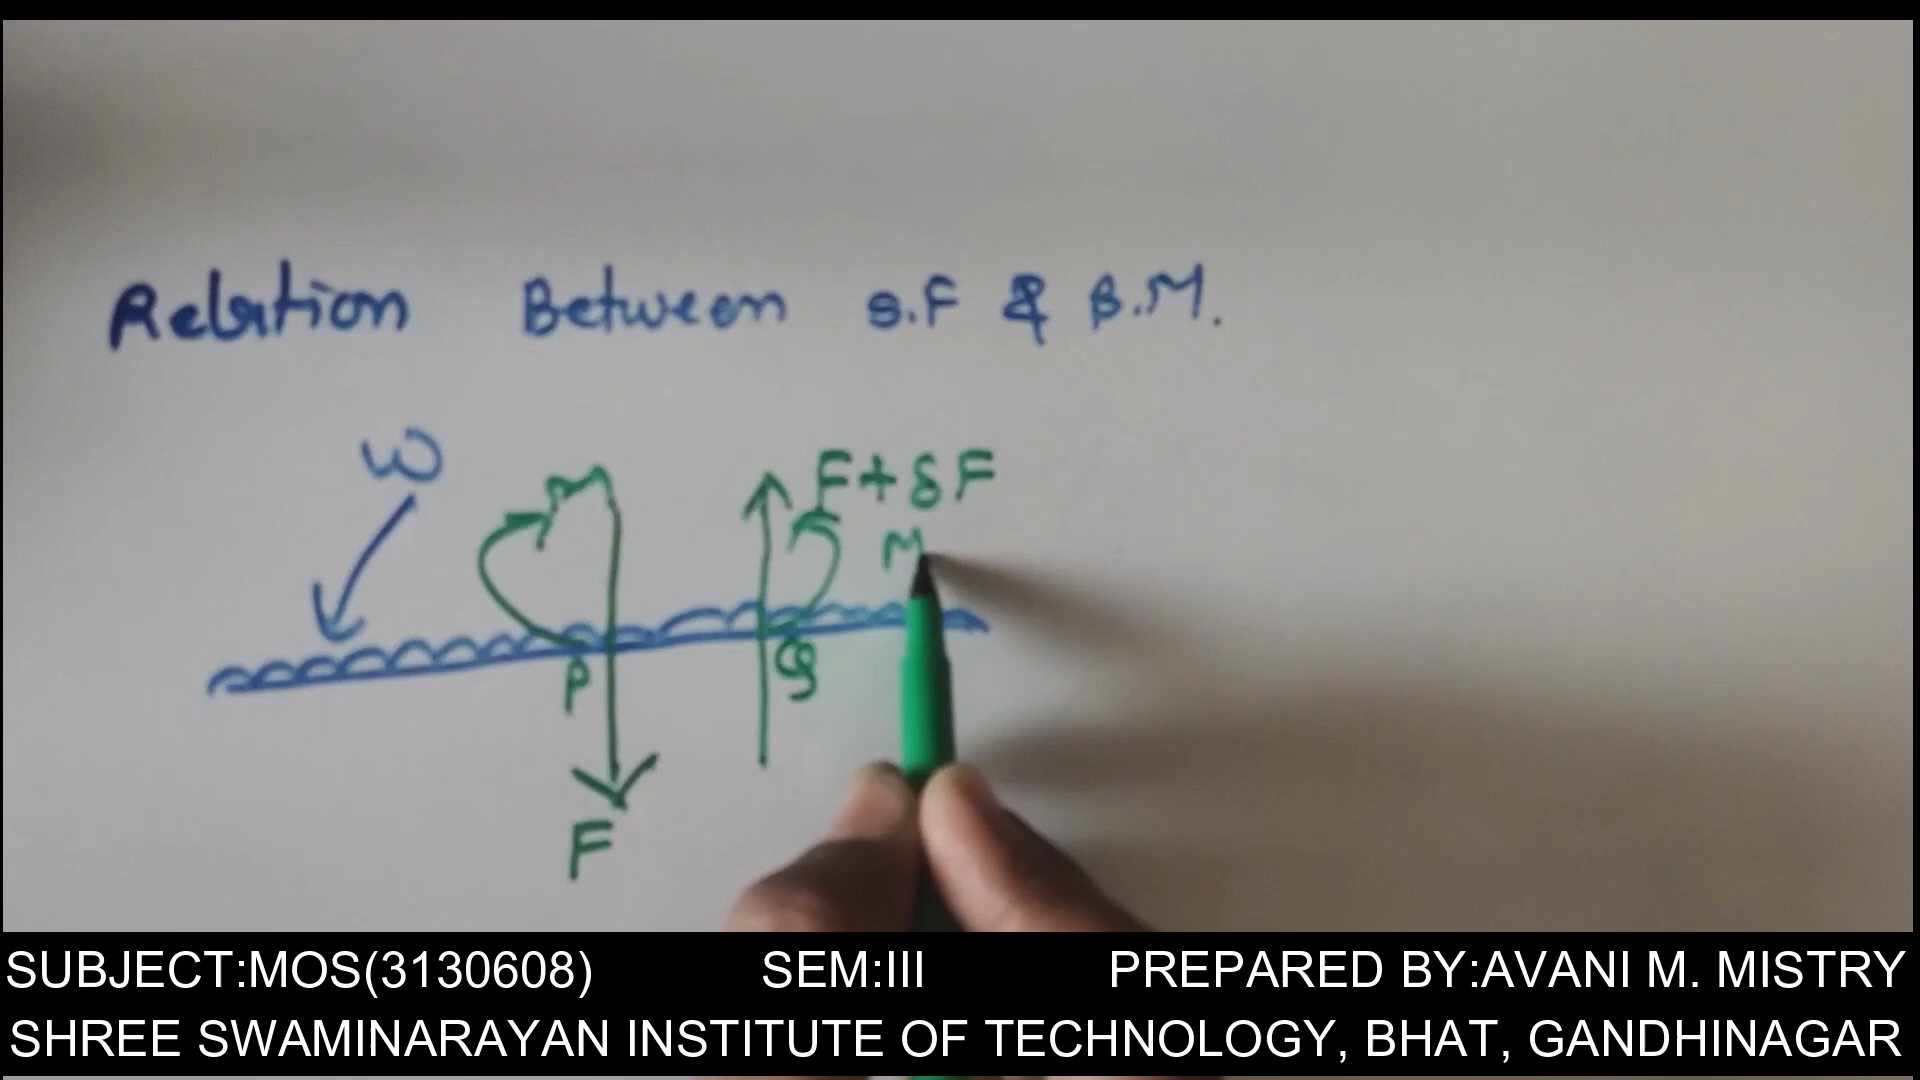 Relation Between S.F & B.M.
W
M F+δF
M
P Q
F
SUBJECT:MOS(3130608) SEM:III PREPARED BY:AVANI M. MISTRY
SHREE SWAMINARAYAN INSTITUTE OF TECHNOLOGY, BHAT, GANDHINAGAR